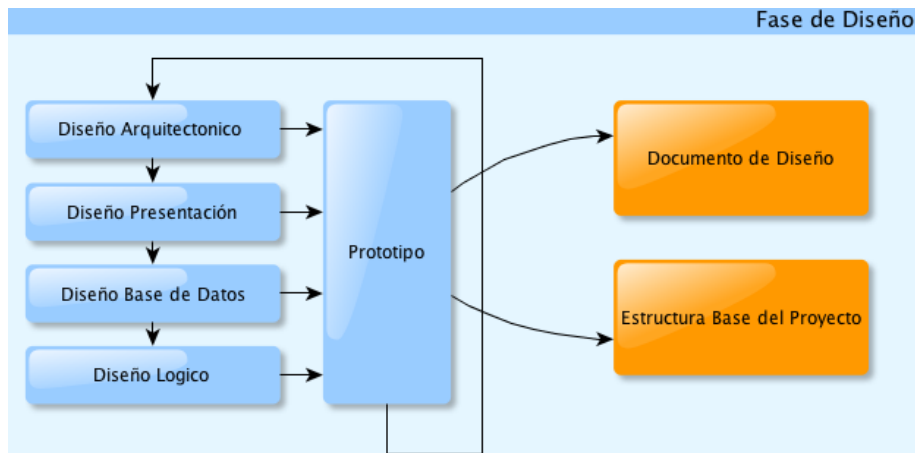 Fase de Diseño
Diseño Arquitectonico
Diseño Presentación
Diseño Base de Datos
Diseño Logico
Prototipo
Documento de Diseño
Estructura Base del Proyecto